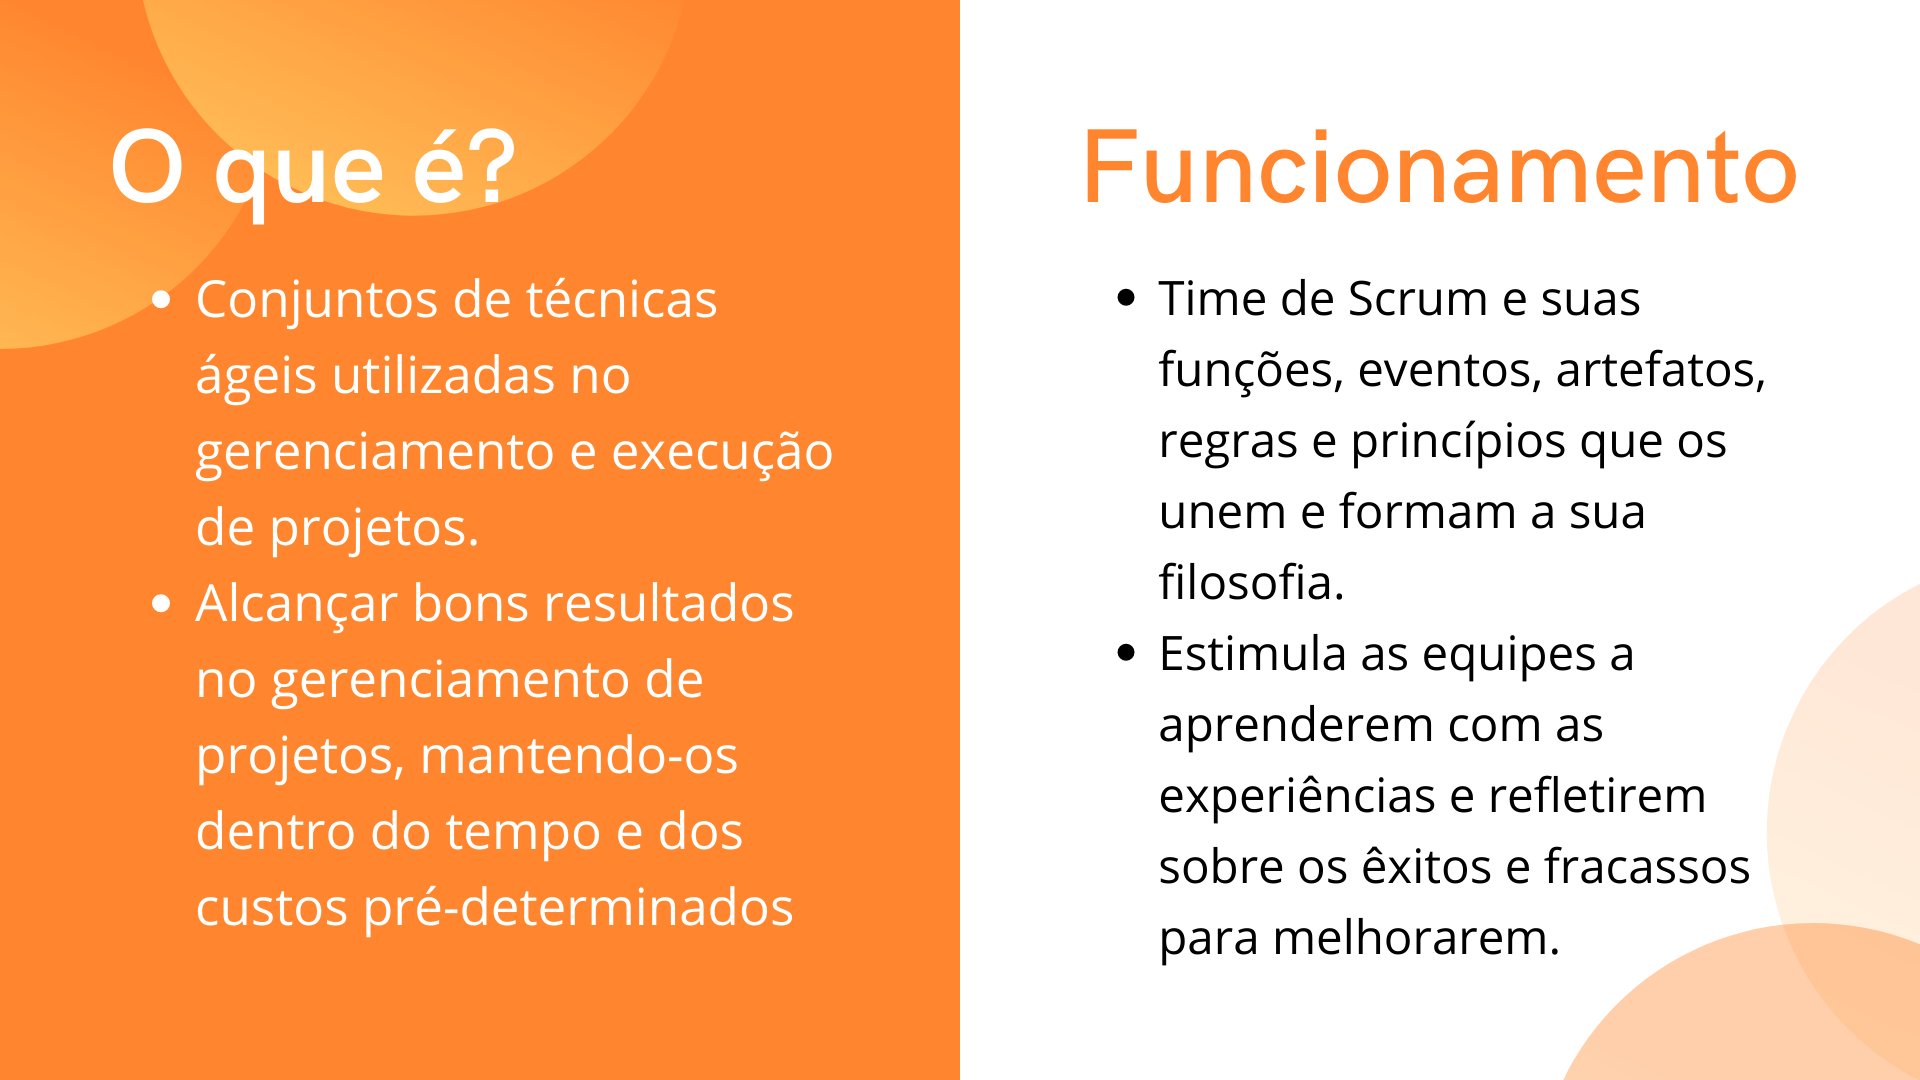 O que é?
• Conjuntos de técnicas
ágeis utilizadas no
gerenciamento e execução
de projetos.
• Alcançar bons resultados
no gerenciamento de
projetos, mantendo-os
dentro do tempo e dos
custos pré-determinados
Funcionamento
• Time de Scrum e suas
funções, eventos, artefatos,
regras e princípios que os
unem e formam a sua
filosofia.
• Estimula as equipes a
aprenderem com as
experiências e refletirem
sobre os êxitos e fracassos
para melhorarem.